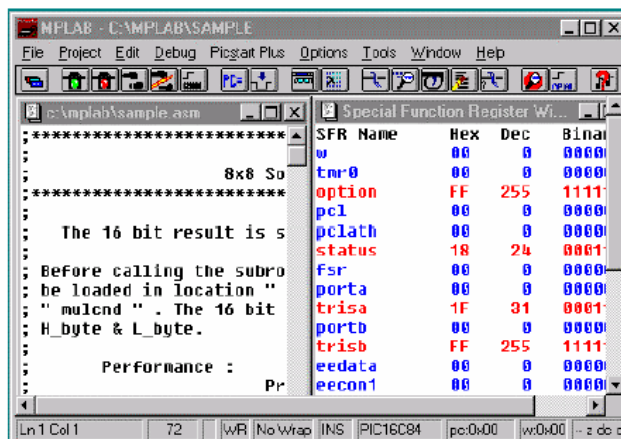 MPLAB - C:\MPLAB\SAMPLE
File Project Edit Debug Picstart Plus Options Tools Window Help
c:\mplab\sample.asm
;**************************
;
; 8x8 So
;**************************
;
; The 16 bit result is s
;
; Before calling the subro
; be loaded in location "
; " mulcnd " . The 16 bit
; H_byte & L_byte.
;
; Performance :
; Pr
Special Function Register Wi...
SFR Name Hex Dec Binar
w 00 0 0000
tmr0 00 0 0000
option FF 255 1111
pcl 00 0 0000
pclath 00 0 0000
status 18 24 0001
fsr 00 0 0000
porta 00 0 0000
trisa 1F 31 0001
portb 00 0 0000
trisb FF 255 1111
eedata 00 0 0000
eecon1 00 0 0000
Ln 1 Col 1 72 WR No Wrap INS PIC16C84 pc:0x00 w:0x00 -- z dc c